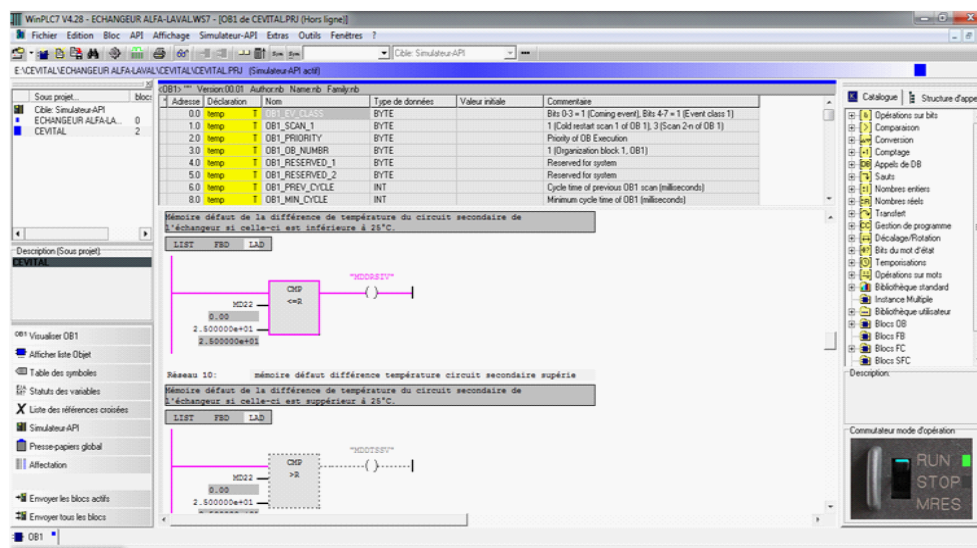 WinPLC7 V4.28 - ECHANGEUR ALFA-LAVAL.WS7 - [OB1 de CEVITAL.PRJ (Hors ligne)]
Fichier Edition Bloc API Affichage Simulateur-API Extras Outils Fenêtres ?
Cible: Simulateur-API
E:\CEVITAL\ECHANGEUR ALFA-LAVAL\CEVITAL\CEVITAL.PRJ (Simulateur-API actif)
Sous projet... blocs
Cible: Simulateur-API
ECHANGEUR ALFA-LA... 0
CEVITAL 2
Description (Sous projet):
CEVITAL
OB1 Visualiser OB1
Afficher liste Objet
Table des symboles
Statuts des variables
Liste des références croisées
Simulateur-API
Presse-papiers global
Affectation
Envoyer les blocs actifs
Envoyer tous les blocs
OB1
<OB1> "" Version:00.01 Author:nb Name:nb Family:nb
Adresse Déclaration Nom Type de données Valeur initiale Commentaire
0.0 temp T OB1_EV_CLASS BYTE Bits 0-3 = 1 (Coming event), Bits 4-7 = 1 (Event class 1)
1.0 temp T OB1_SCAN_1 BYTE 1 (Cold restart scan 1 of OB 1), 3 (Scan 2-n of OB 1)
2.0 temp T OB1_PRIORITY BYTE Priority of OB Execution
3.0 temp T OB1_OB_NUMBR BYTE 1 (Organization block 1, OB1)
4.0 temp T OB1_RESERVED_1 BYTE Reserved for system
5.0 temp T OB1_RESERVED_2 BYTE Reserved for system
6.0 temp T OB1_PREV_CYCLE INT Cycle time of previous OB1 scan (milliseconds)
8.0 temp T OB1_MIN_CYCLE INT Minimum cycle time of OB1 (milliseconds)
Mémoire défaut de la différence de température du circuit secondaire de
l'échangeur si celle-ci est inférieure à 25°C.
LIST FBD LAD
"MDDRSIV"
CMP
<=R
MD22
0.00
2.500000e+01
2.500000e+01
Réseau 10: mémoire défaut différence température circuit secondaire supérie
Mémoire défaut de la différence de température du circuit secondaire de
l'échangeur si celle-ci est suppérieur à 25°C.
LIST FBD LAD
"MDDTSSV"
CMP
>R
MD22
0.00
2.500000e+01
Catalogue Structure d'appe
Opérations sur bits
Comparaison
Conversion
Comptage
Appels de DB
Sauts
Nombres entiers
Nombres réels
Transfert
Gestion de programme
Décalage/Rotation
Bits du mot d'état
Temporisations
Opérations sur mots
Bibliothèque standard
Instance Multiple
Bibliothèque utilisateur
Blocs OB
Blocs FB
Blocs FC
Blocs SFC
Description:
Commutateur mode d'opération
RUN
STOP
MRES